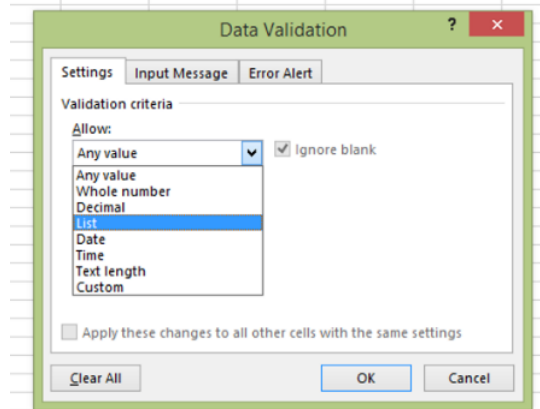 Data Validation
?
Settings
Input Message
Error Alert
Validation criteria
Allow:
Any value
Ignore blank
Any value
Whole number
Decimal
List
Date
Time
Text length
Custom
Apply these changes to all other cells with the same settings
Clear All
OK
Cancel